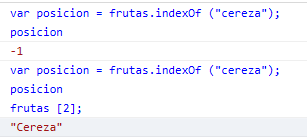 var posicion = frutas.indexOf ("cereza");
posicion
-1
var posicion = frutas.indexOf ("cereza");
posicion
frutas [2];
"Cereza"